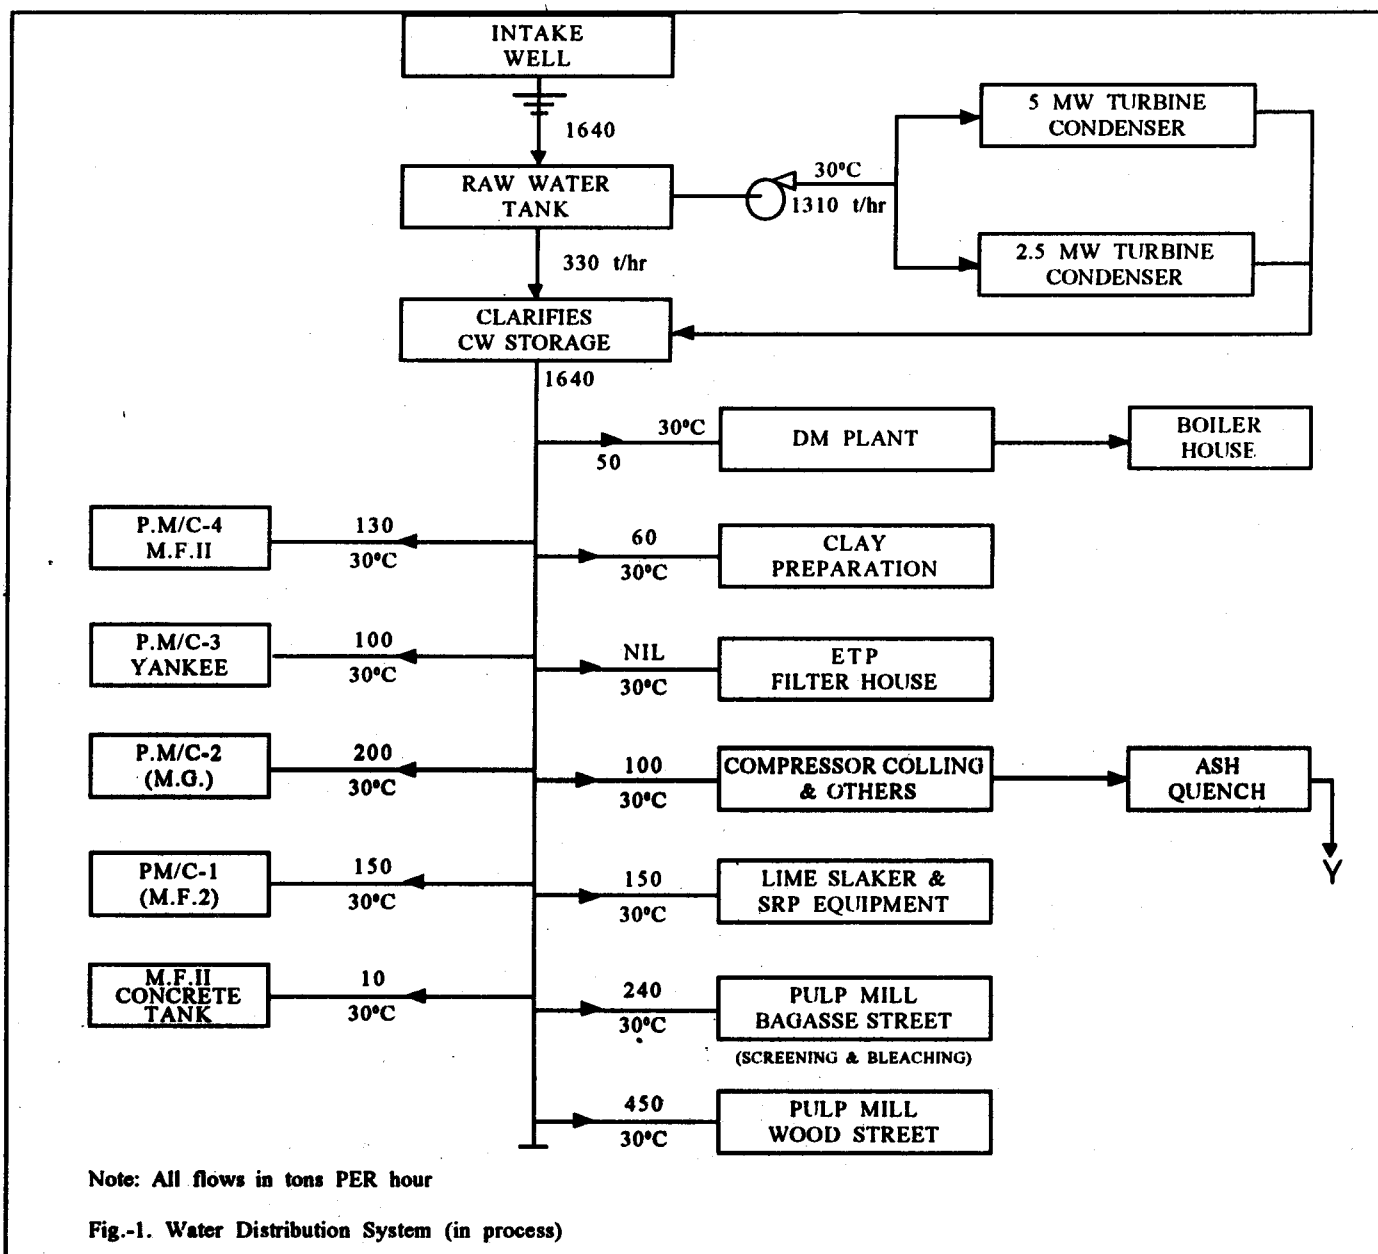 INTAKE
WELL
1640
RAW WATER
TANK
30°C
1310 t/hr
5 MW TURBINE
CONDENSER
2.5 MW TURBINE
CONDENSER
330 t/hr
CLARIFIES
CW STORAGE
1640
30°C
50
DM PLANT
BOILER
HOUSE
P.M/C-4
M.F.II
130
30°C
60
30°C
CLAY
PREPARATION
P.M/C-3
YANKEE
100
30°C
NIL
30°C
ETP
FILTER HOUSE
P.M/C-2
(M.G.)
200
30°C
100
30°C
COMPRESSOR COLLING
& OTHERS
ASH
QUENCH
Y
PM/C-1
(M.F.2)
150
30°C
150
30°C
LIME SLAKER &
SRP EQUIPMENT
M.F.II
CONCRETE
TANK
10
30°C
240
30°C
PULP MILL
BAGASSE STREET
(SCREENING & BLEACHING)
450
30°C
PULP MILL
WOOD STREET
Note: All flows in tons PER hour
Fig.-1. Water Distribution System (in process)